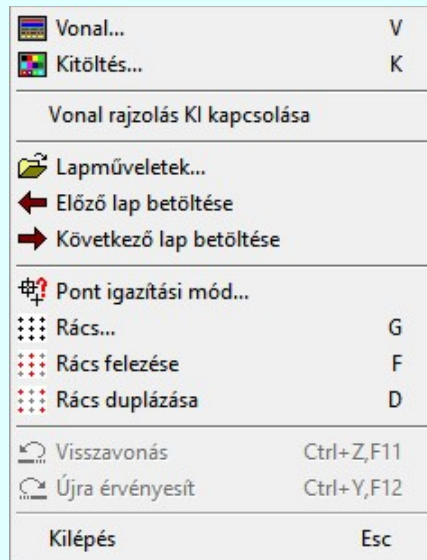 Vonal... V
Kitöltés... K
Vonal rajzolás KI kapcsolása
Lapműveletek...
Előző lap betöltése
Következő lap betöltése
Pont igazítási mód...
Rács... G
Rács felezése F
Rács duplázása D
Visszavonás Ctrl+Z,F11
Újra érvényesít Ctrl+Y,F12
Kilépés Esc